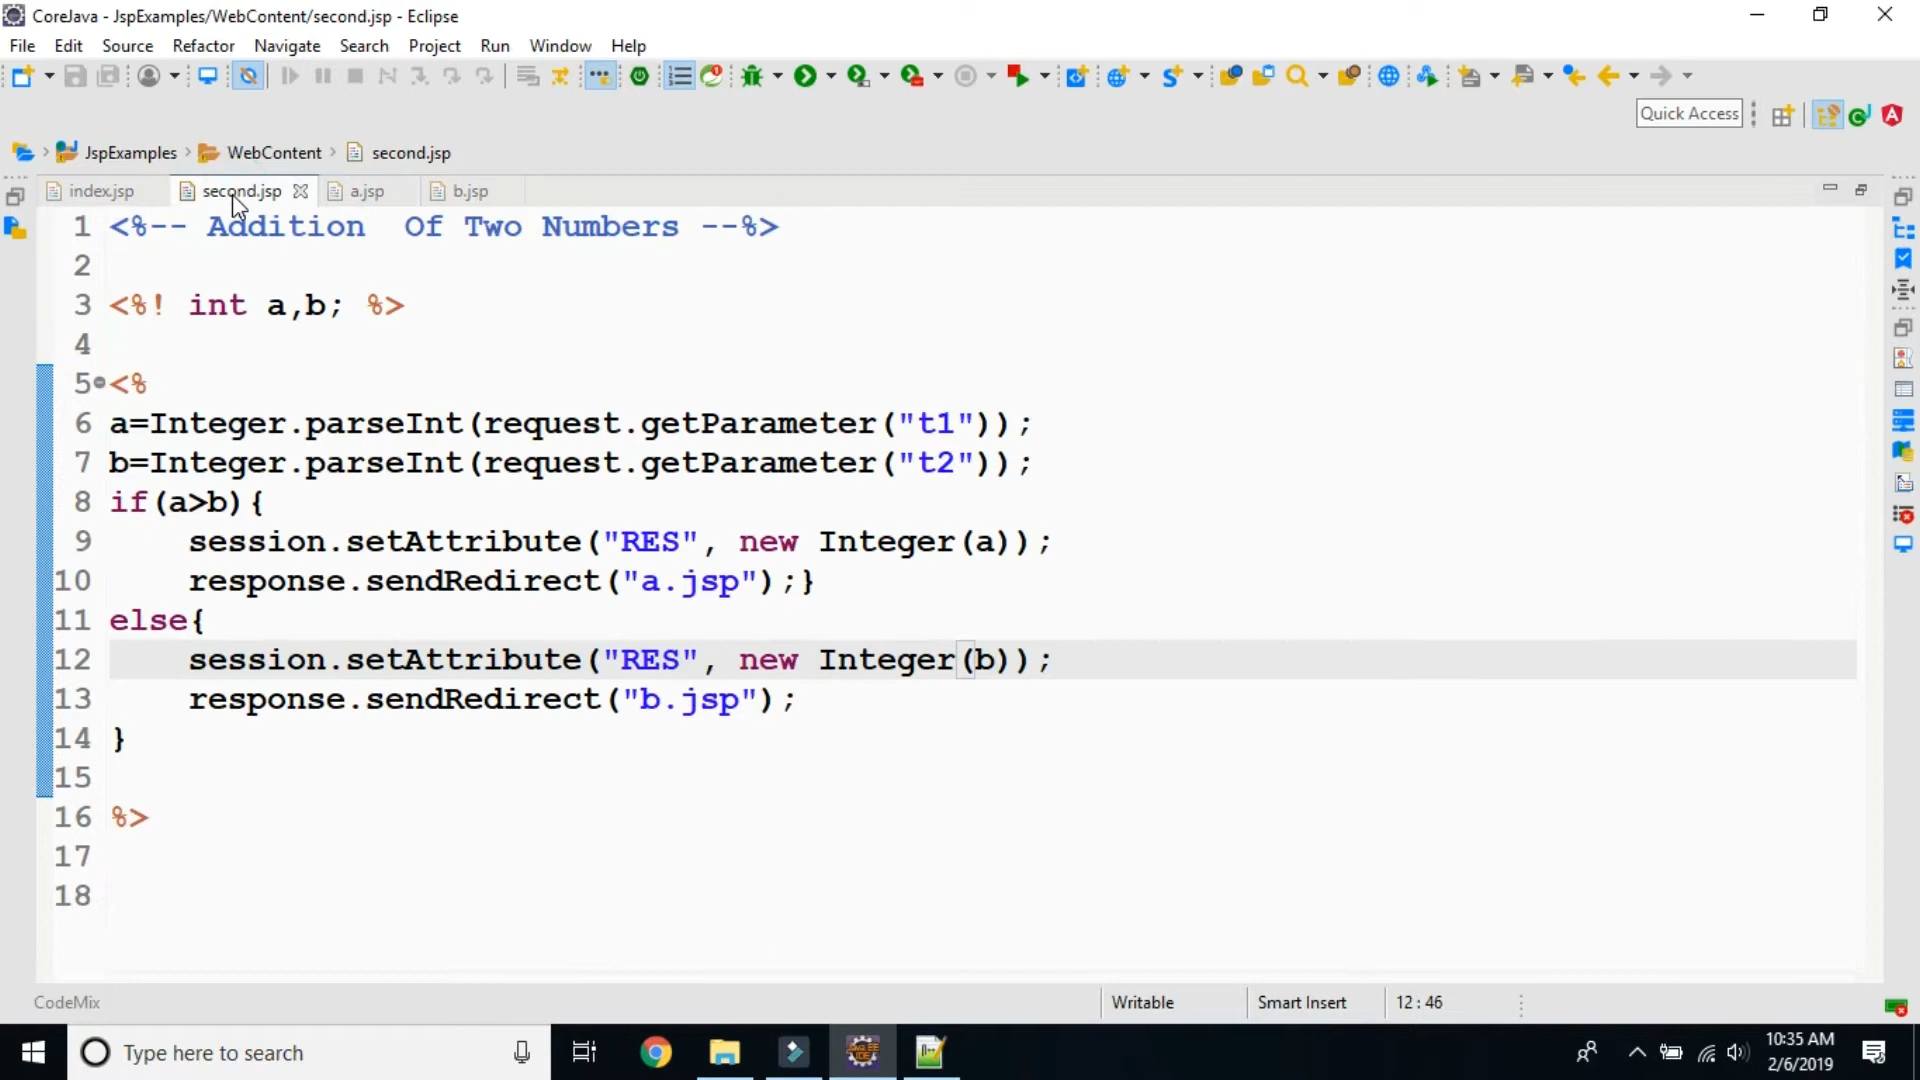 CoreJava - JspExamples/WebContent/second.jsp - Eclipse
File Edit Source Refactor Navigate Search Project Run Window Help
Quick Access
JspExamples WebContent second.jsp
index.jsp second.jsp a.jsp b.jsp
1 <%-- Addition  Of Two Numbers --%>
2
3 <%! int a,b; %>
4
5 <%
6 a=Integer.parseInt(request.getParameter("t1"));
7 b=Integer.parseInt(request.getParameter("t2"));
8 if(a>b){
9     session.setAttribute("RES", new Integer(a));
10     response.sendRedirect("a.jsp");}
11 else{
12     session.setAttribute("RES", new Integer(b));
13     response.sendRedirect("b.jsp");
14 }
15
16 %>
17
18
CodeMix Writable Smart Insert 12 : 46
Type here to search
10:35 AM
2/6/2019